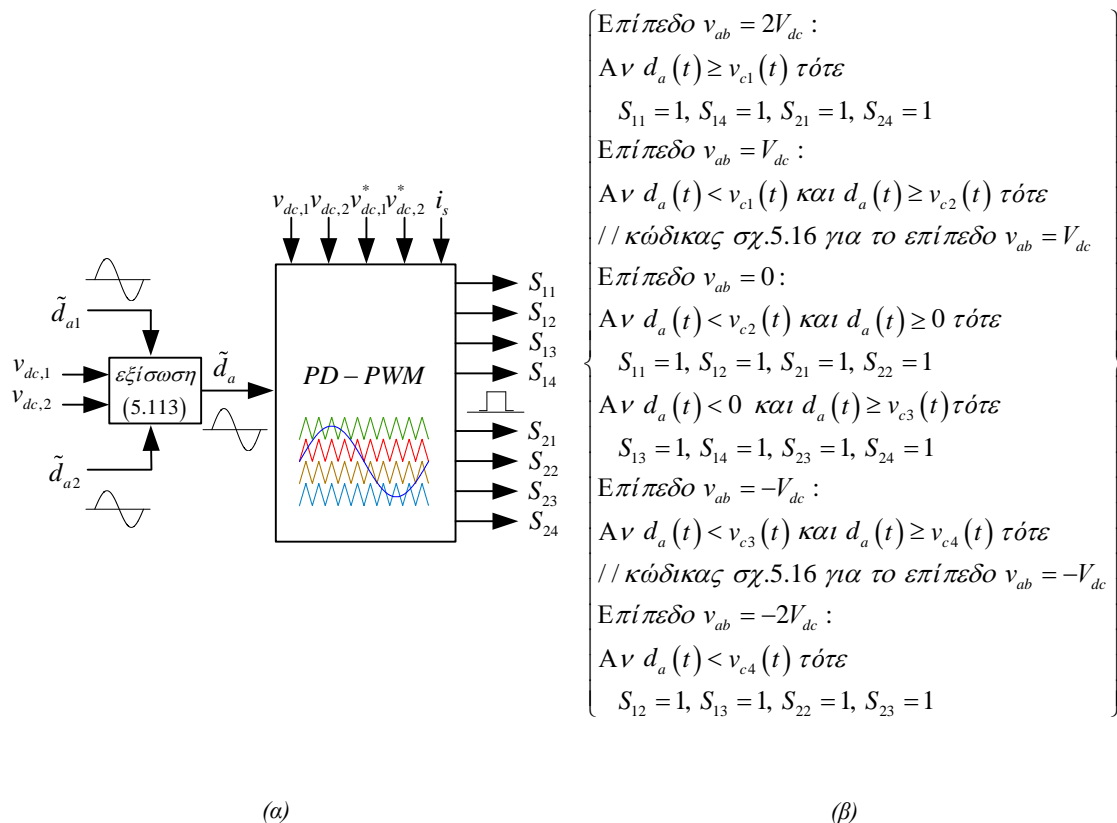 v_{dc,1} v_{dc,2} v^*_{dc,1} v^*_{dc,2} i_s
d̃_{a1}
v_{dc,1}
v_{dc,2}
εξίσωση
(5.113)
d̃_a
d̃_{a2}
PD − PWM
S_{11}
S_{12}
S_{13}
S_{14}
S_{21}
S_{22}
S_{23}
S_{24}
(α)
Επίπεδο v_{ab} = 2V_{dc} :
Αν d_a(t) ≥ v_{c1}(t) τότε
S_{11} = 1, S_{14} = 1, S_{21} = 1, S_{24} = 1
Επίπεδο v_{ab} = V_{dc} :
Αν d_a(t) < v_{c1}(t) και d_a(t) ≥ v_{c2}(t) τότε
// κώδικας σχ.5.16 για το επίπεδο v_{ab} = V_{dc}
Επίπεδο v_{ab} = 0 :
Αν d_a(t) < v_{c2}(t) και d_a(t) ≥ 0 τότε
S_{11} = 1, S_{12} = 1, S_{21} = 1, S_{22} = 1
Αν d_a(t) < 0 και d_a(t) ≥ v_{c3}(t) τότε
S_{13} = 1, S_{14} = 1, S_{23} = 1, S_{24} = 1
Επίπεδο v_{ab} = −V_{dc} :
Αν d_a(t) < v_{c3}(t) και d_a(t) ≥ v_{c4}(t) τότε
// κώδικας σχ.5.16 για το επίπεδο v_{ab} = −V_{dc}
Επίπεδο v_{ab} = −2V_{dc} :
Αν d_a(t) < v_{c4}(t) τότε
S_{12} = 1, S_{13} = 1, S_{22} = 1, S_{23} = 1
(β)